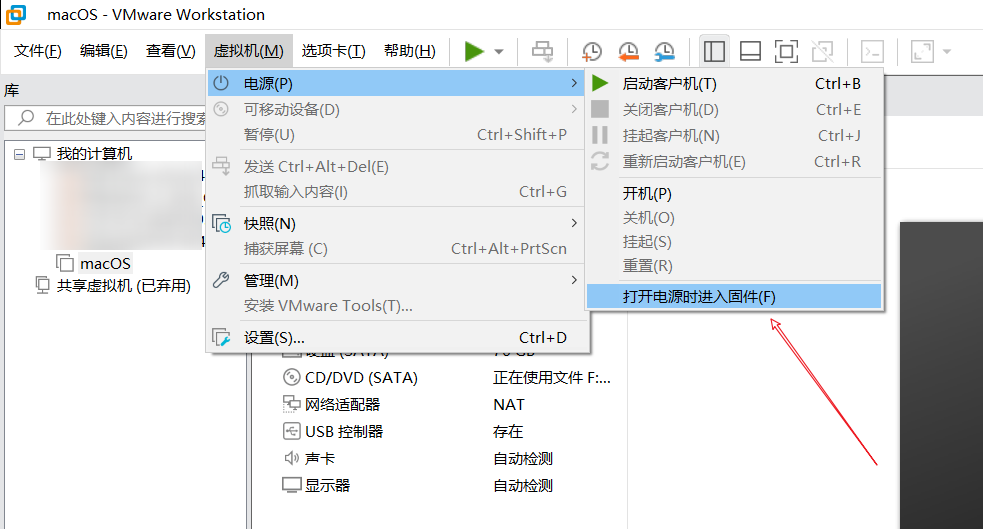 macOS - VMware Workstation
文件(F) 编辑(E) 查看(V) 虚拟机(M) 选项卡(T) 帮助(H)
库
在此处键入内容进行搜索
我的计算机
macOS
共享虚拟机 (已弃用)
电源(P)
可移动设备(D)
暂停(U) Ctrl+Shift+P
发送 Ctrl+Alt+Del(E)
抓取输入内容(I) Ctrl+G
快照(N)
捕获屏幕 (C) Ctrl+Alt+PrtScn
管理(M)
安装 VMware Tools(T)...
设置(S)... Ctrl+D
启动客户机(T) Ctrl+B
关闭客户机(D) Ctrl+E
挂起客户机(N) Ctrl+J
重新启动客户机(E) Ctrl+R
开机(P)
关机(O)
挂起(S)
重置(R)
打开电源时进入固件(F)
硬盘 (SATA) 70 GB
CD/DVD (SATA) 正在使用文件 F:...
网络适配器 NAT
USB 控制器 存在
声卡 自动检测
显示器 自动检测